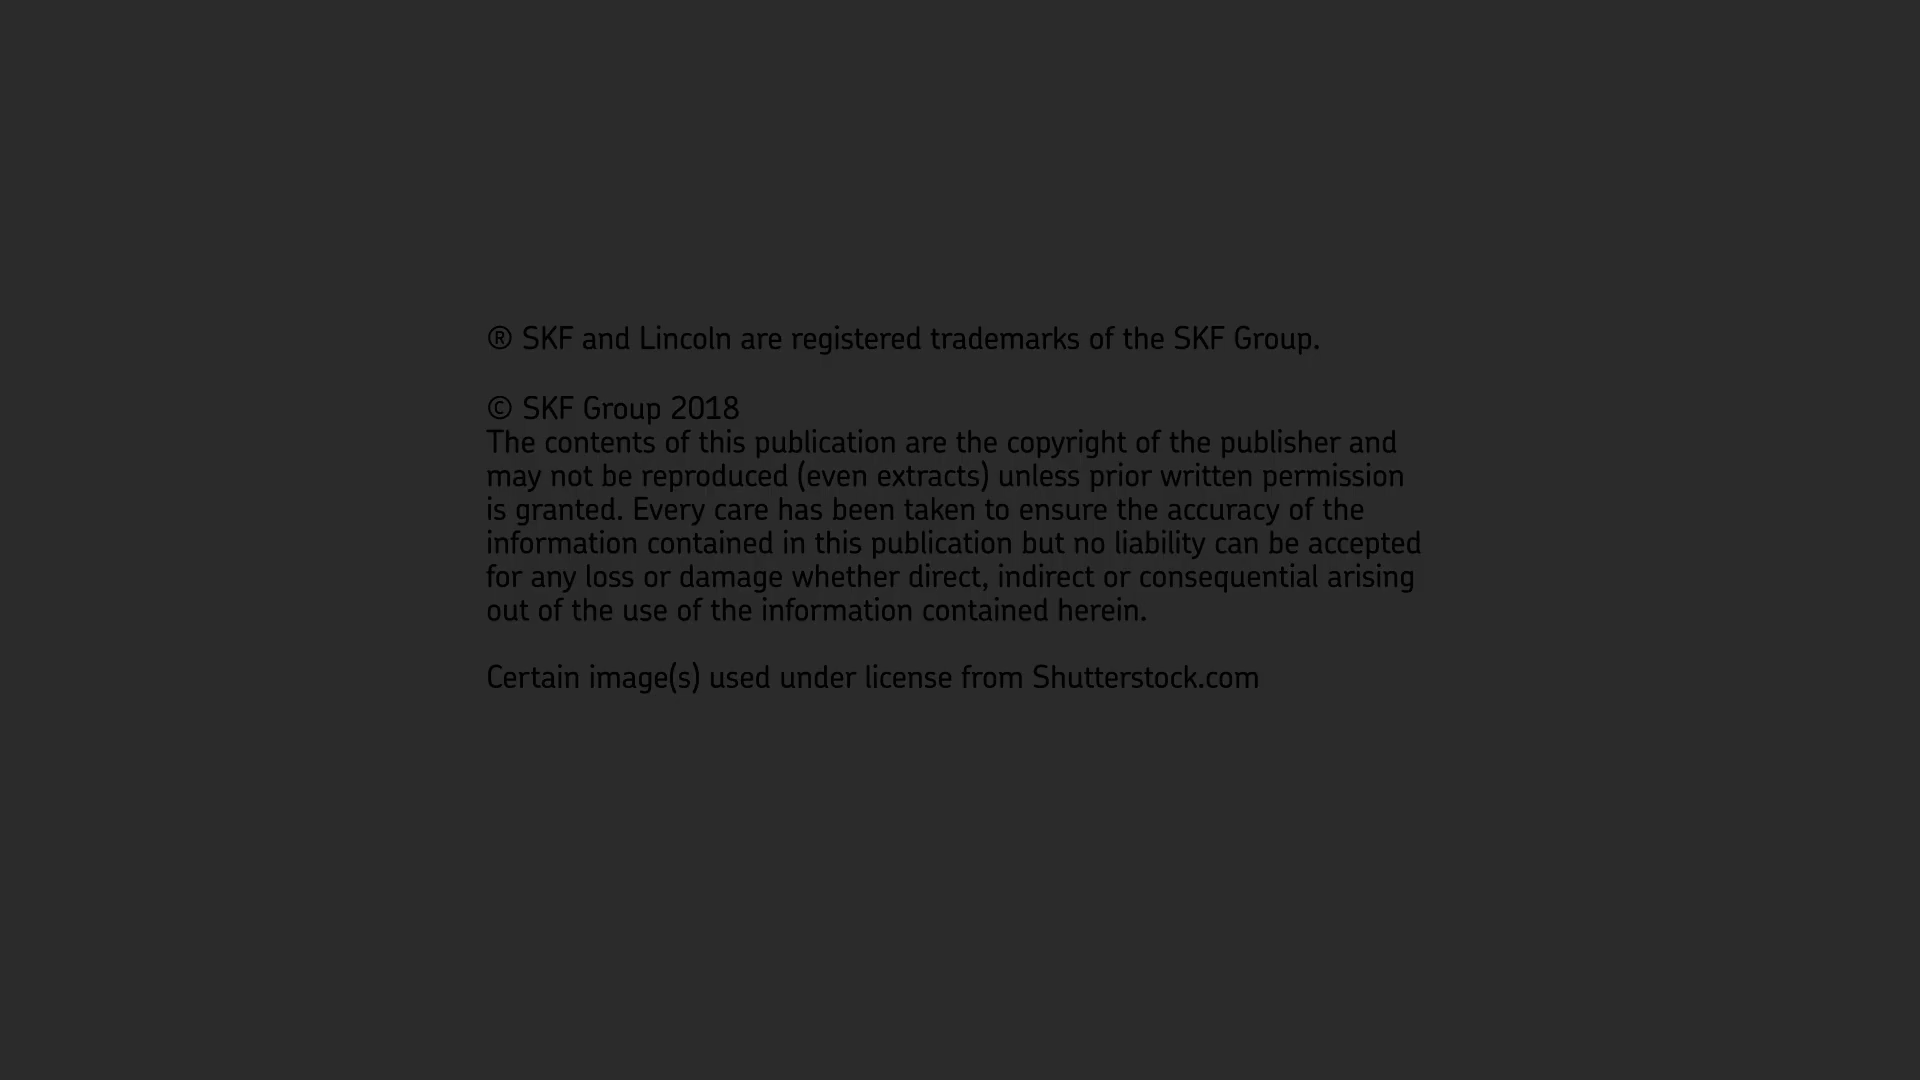 ® SKF and Lincoln are registered trademarks of the SKF Group.
© SKF Group 2018
The contents of this publication are the copyright of the publisher and
may not be reproduced (even extracts) unless prior written permission
is granted. Every care has been taken to ensure the accuracy of the
information contained in this publication but no liability can be accepted
for any loss or damage whether direct, indirect or consequential arising
out of the use of the information contained herein.
Certain image(s) used under license from Shutterstock.com